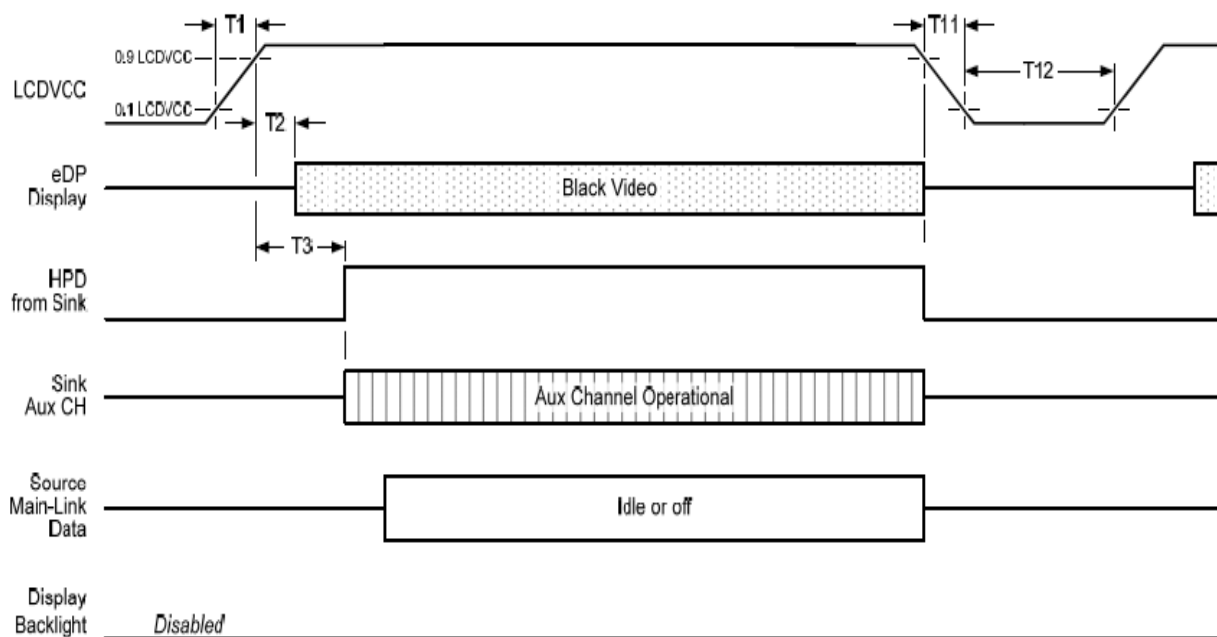 T1
T11
0.9 LCDVCC
T12
LCDVCC
0.1 LCDVCC
T2
eDP
Display
Black Video
T3
HPD
from Sink
Sink
Aux CH
Aux Channel Operational
Source
Main-Link
Data
Idle or off
Display
Backlight
Disabled